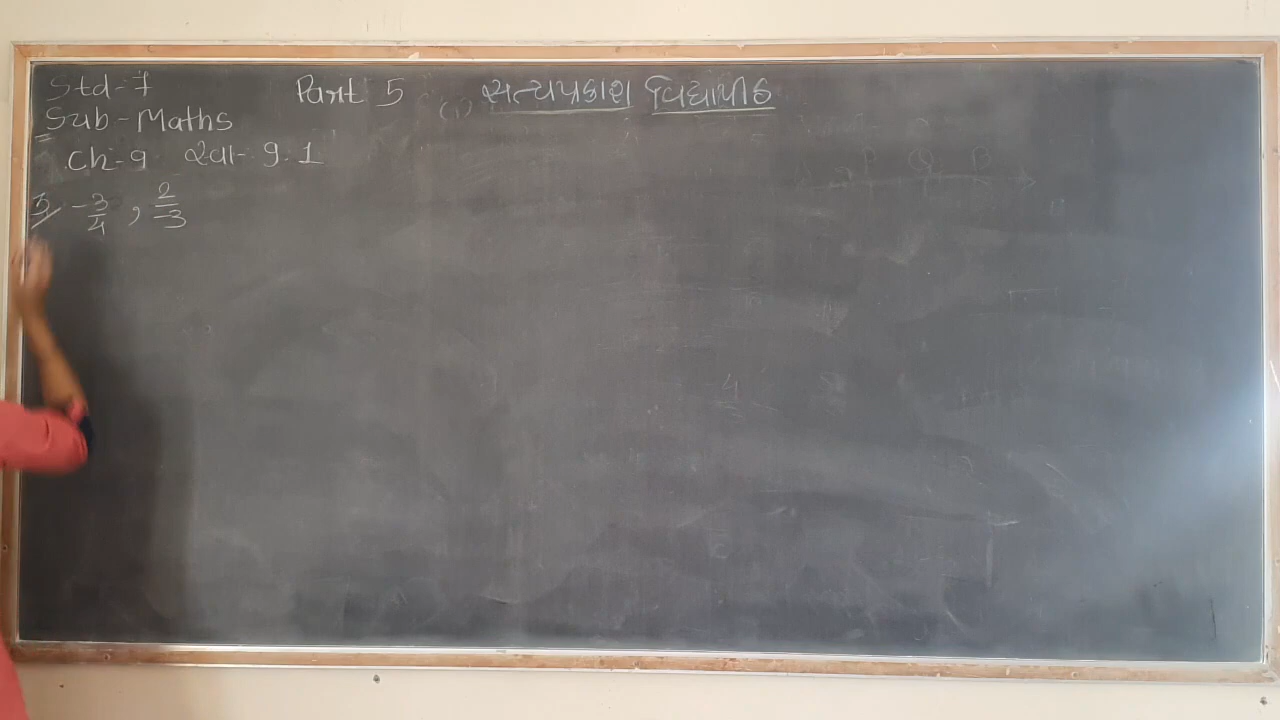 Std-7
Part 5
સત્યપ્રકાશ વિદ્યાપીઠ
Sub-Maths
Ch-9 સ્વા- 9.1
3 -3/4 , 2/-3